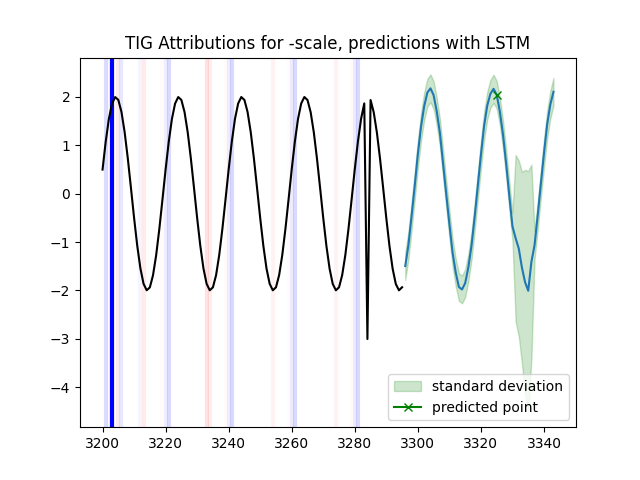 TIG Attributions for -scale, predictions with LSTM
2
1
0
−1
−2
−3
−4
standard deviation
predicted point
3200 3220 3240 3260 3280 3300 3320 3340